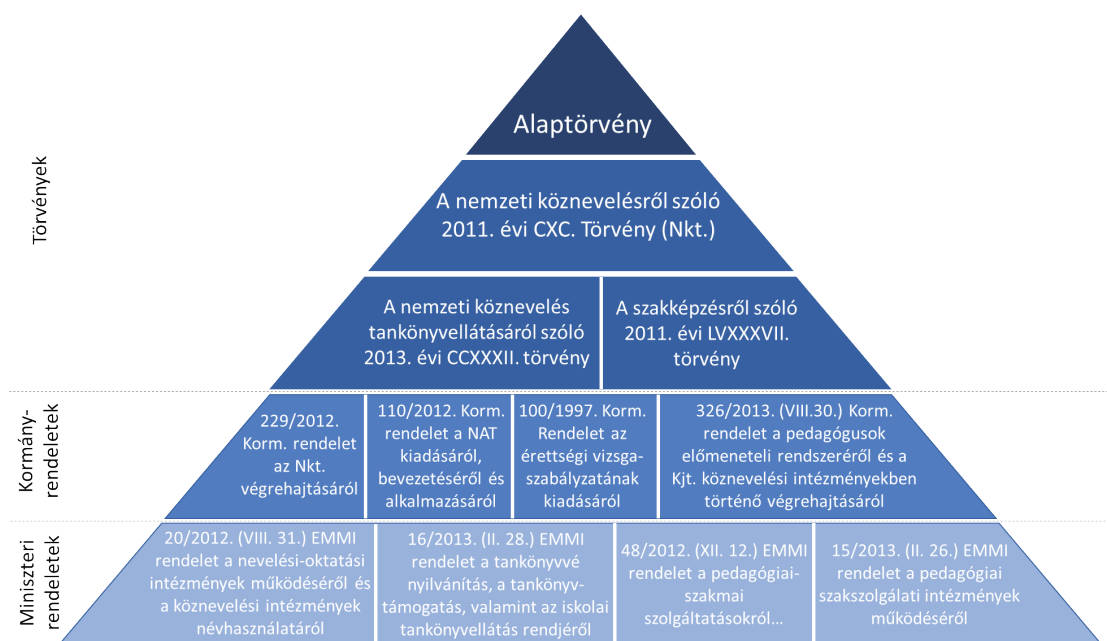 Törvények
Alaptörvény
A nemzeti köznevelésről szóló
2011. évi CXC. Törvény (Nkt.)
A nemzeti köznevelés
tankönyvellátásáról szóló
2013. évi CCXXXII. törvény
A szakképzésről szóló
2011. évi LVXXXVII.
törvény
Kormány-
rendeletek
229/2012.
Korm. rendelet
az Nkt.
végrehajtásáról
110/2012. Korm.
rendelet a NAT
kiadásáról,
bevezetéséről és
alkalmazásáról
100/1997. Korm.
Rendelet az
érettségi vizsga-
szabályzatának
kiadásáról
326/2013. (VIII.30.) Korm.
rendelet a pedagógusok
előmeneteli rendszeréről és a
Kjt. köznevelési intézményekben
történő végrehajtásáról
Miniszteri
rendeletek
20/2012. (VIII. 31.) EMMI
rendelet a nevelési-oktatási
intézmények működéséről és
a köznevelési intézmények
névhasználatáról
16/2013. (II. 28.) EMMI
rendelet a tankönyvvé
nyilvánítás, a tankönyv-
támogatás, valamint az iskolai
tankönyvellátás rendjéről
48/2012. (XII. 12.) EMMI
rendelet a pedagógiai-
szakmai
szolgáltatásokról...
15/2013. (II. 26.) EMMI
rendelet a pedagógiai
szakszolgálati intézmények
működéséről